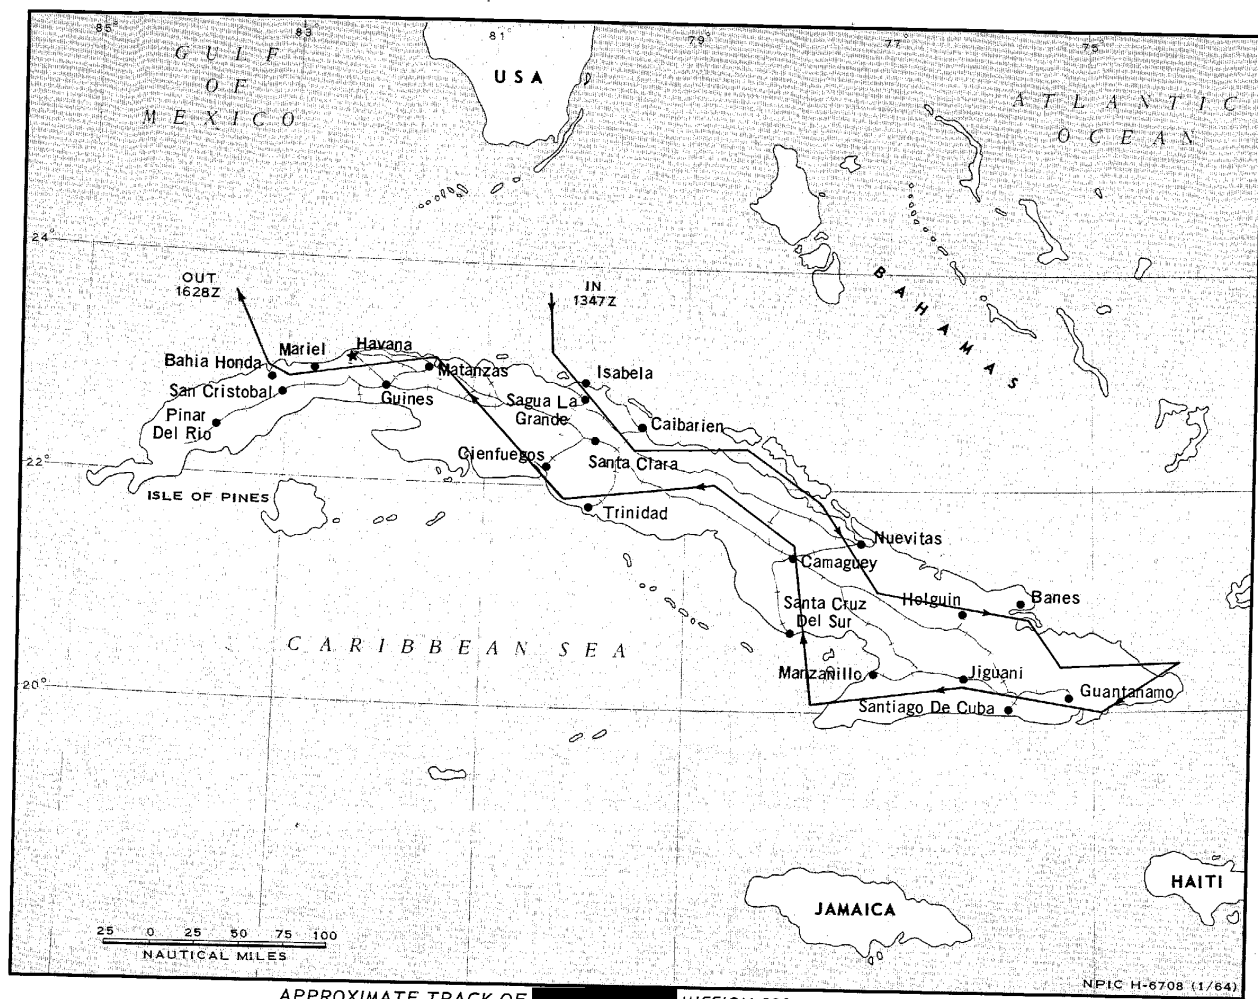 85°
83°
81°
79°
77°
75°
GULF
OF
MEXICO
USA
ATLANTIC
OCEAN
24°
OUT
1628Z
IN
1347Z
BAHAMAS
Havana
Mariel
Bahia Honda
Matanzas
Isabela
San Cristobal
Guines
Sagua La
Grande
Pinar
Del Rio
Caibarien
Cienfuegos
Santa Clara
22°
ISLE OF PINES
Trinidad
Nuevitas
Camaguey
Santa Cruz
Del Sur
Holguin
Banes
CARIBBEAN SEA
Manzanillo
Jiguani
Guantanamo
20°
Santiago De Cuba
HAITI
JAMAICA
25 0 25 50 75 100
NAUTICAL MILES
NPIC H-6708 (1/64)
APPROXIMATE TRACK OF